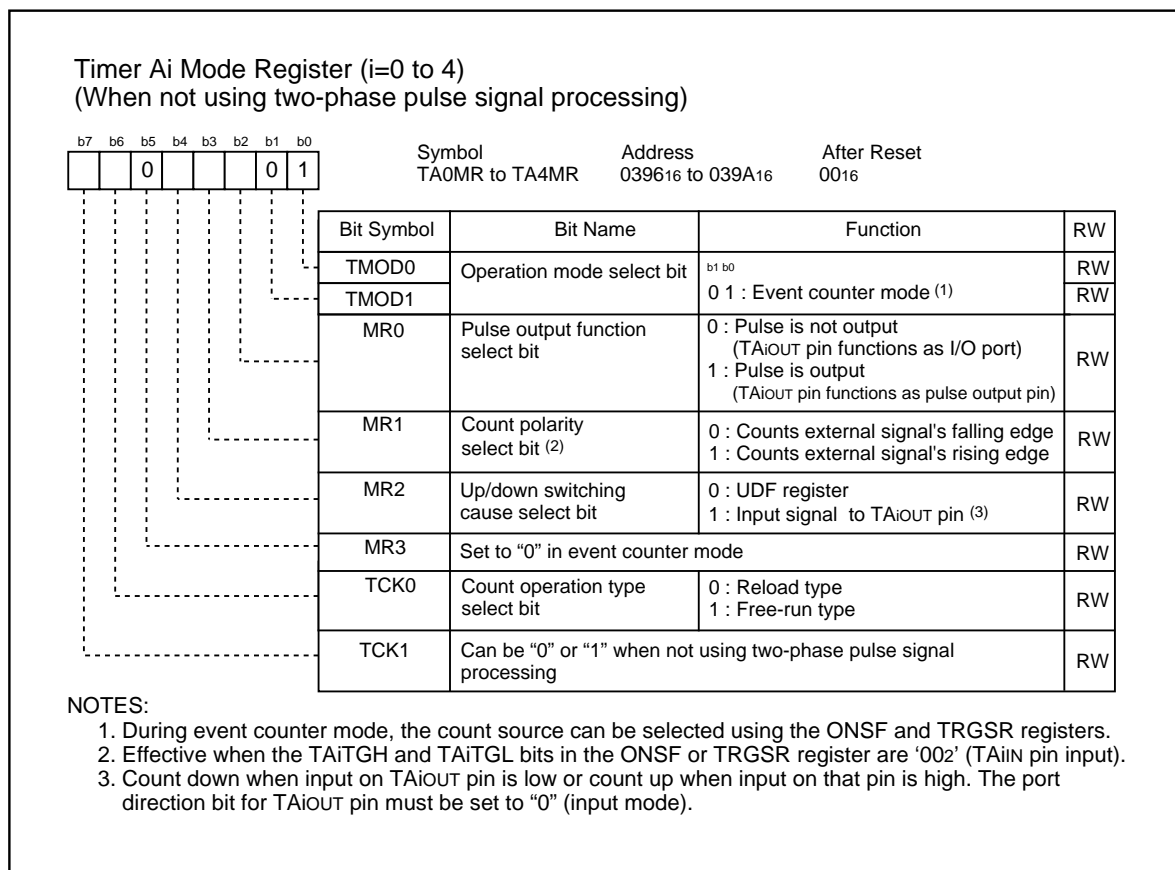 Timer Ai Mode Register (i=0 to 4)
(When not using two-phase pulse signal processing)
b7 b6 b5 b4 b3 b2 b1 b0
0 0 1
Symbol Address After Reset
TA0MR to TA4MR 039616 to 039A16 0016
Bit Symbol Bit Name Function RW
TMOD0 Operation mode select bit b1 b0 RW
TMOD1 0 1 : Event counter mode (1) RW
MR0 Pulse output function select bit 0 : Pulse is not output
(TAiOUT pin functions as I/O port)
1 : Pulse is output
(TAiOUT pin functions as pulse output pin) RW
MR1 Count polarity
select bit (2) 0 : Counts external signal's falling edge
1 : Counts external signal's rising edge RW
MR2 Up/down switching
cause select bit 0 : UDF register
1 : Input signal to TAiOUT pin (3) RW
MR3 Set to “0” in event counter mode RW
TCK0 Count operation type
select bit 0 : Reload type
1 : Free-run type RW
TCK1 Can be “0” or “1” when not using two-phase pulse signal
processing RW
NOTES:
1. During event counter mode, the count source can be selected using the ONSF and TRGSR registers.
2. Effective when the TAiTGH and TAiTGL bits in the ONSF or TRGSR register are ‘002’ (TAiIN pin input).
3. Count down when input on TAiOUT pin is low or count up when input on that pin is high. The port
direction bit for TAiOUT pin must be set to “0” (input mode).